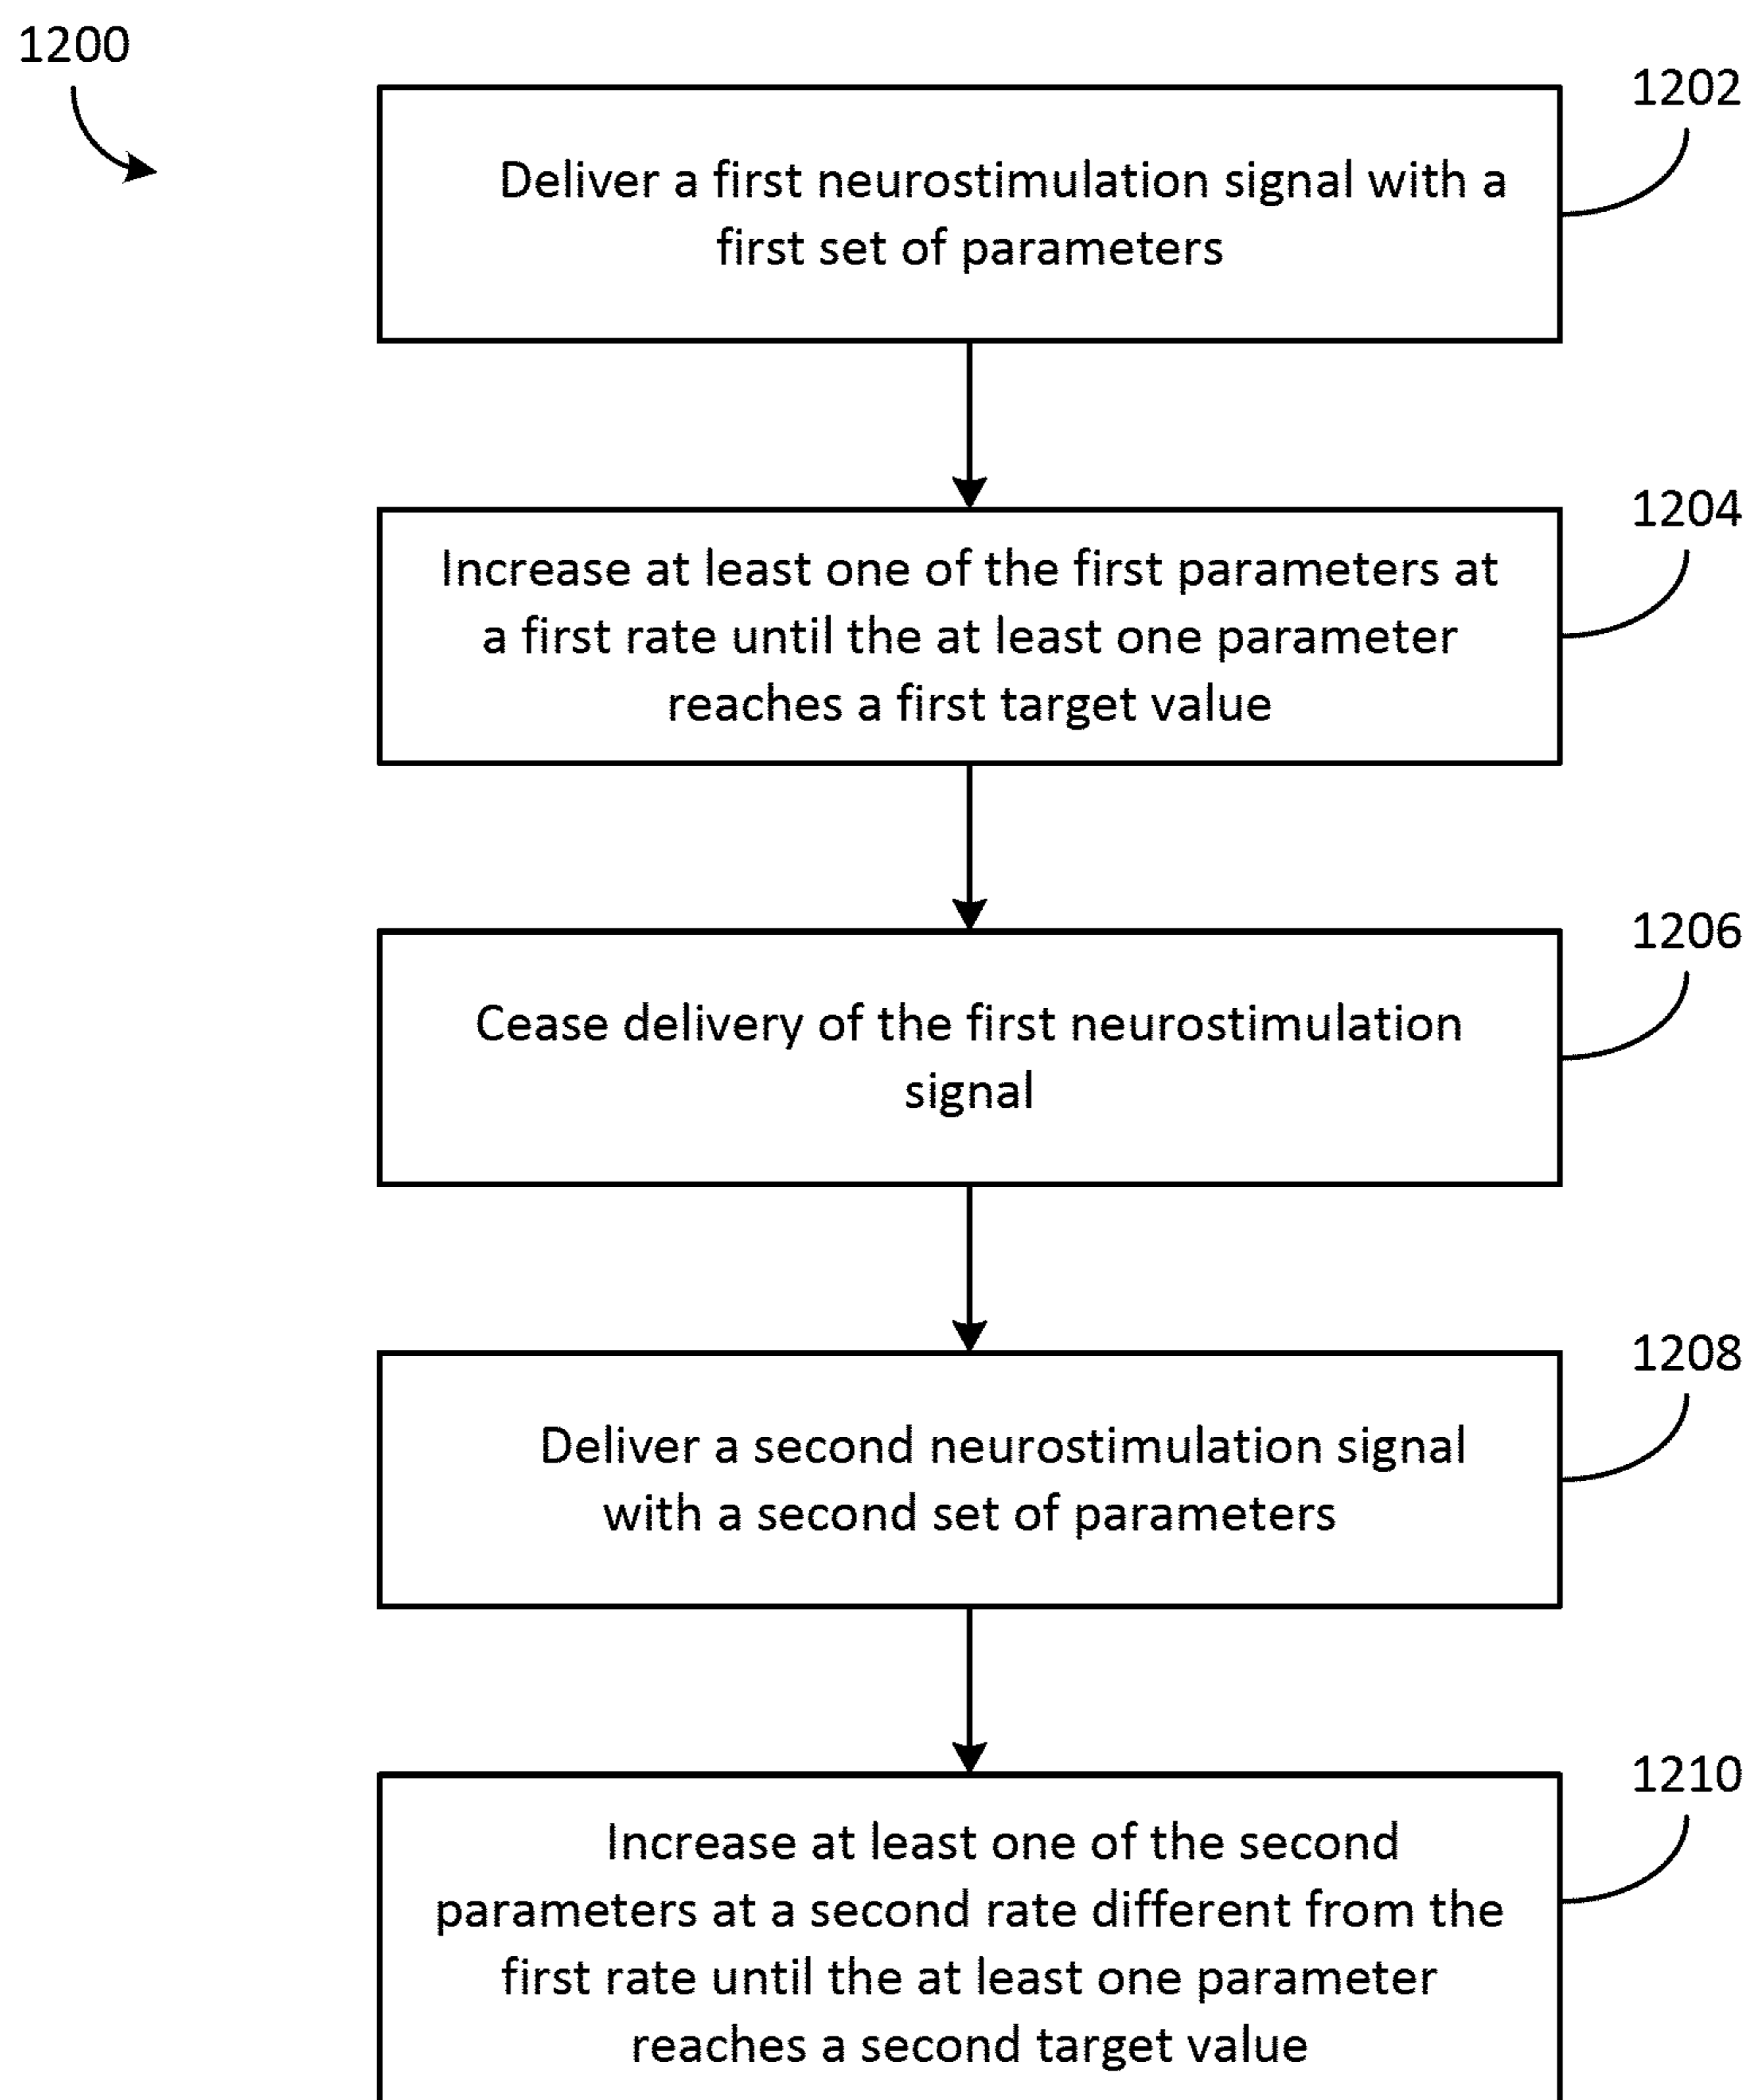 1200
1202
Deliver a first neurostimulation signal with a
first set of parameters
1204
Increase at least one of the first parameters at
a first rate until the at least one parameter
reaches a first target value
1206
Cease delivery of the first neurostimulation
signal
1208
Deliver a second neurostimulation signal
with a second set of parameters
1210
Increase at least one of the second
parameters at a second rate different from the
first rate until the at least one parameter
reaches a second target value